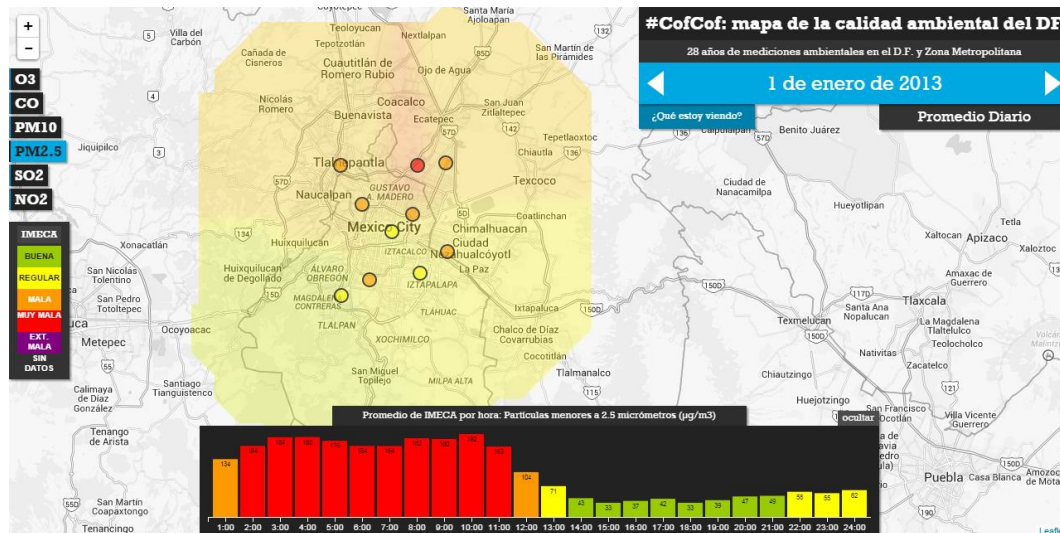 +
−
O3
CO
PM10
PM2.5
SO2
NO2
IMECA
BUENA
REGULAR
MALA
MUY MALA
EXT.
MALA
SIN
DATOS
#CofCof: mapa de la calidad ambiental del DF
28 años de mediciones ambientales en el D.F. y Zona Metropolitana
1 de enero de 2013
¿Qué estoy viendo?
Promedio Diario
Santa María
Ajoloapan
Teoloyucan
Nextlalpan
Villa del
Carbón
Cañada de
Cisneros
Tepotzotlán
Cuautitlán de
Romero Rubio
Ojo de Agua
San Martín de
las Pirámides
Nicolás
Romero
Coacalco
Buenavista
Ecatepec
San Juan
Zitlaltepec
Tepetlaoxtoc
Chiautla
Jiquipilco
Naucalpan
GUSTAVO
A. MADERO
Texcoco
Mexico City
Chimalhuacan
Coatlinchan
Ciudad
Huixquilucan
IZTACALCO
La Paz
Xonacatlán
Huixquilucan
de Degollado
ALVARO
OBREGÓN
IZTAPALAPA
MAGDALENA
CONTRERAS
San Nicolás
Tolentino
San Pedro
Totoltepec
Ocoyoacac
Metepec
TLALPAN
TLÁHUAC
XOCHIMILCO
Ixtapaluca
Chalco de Díaz
Covarrubias
Cocotitlán
San Miguel
Topilejo
MILPA ALTA
Tlalmanalco
Calimaya
de Díaz
González
Santiago
Tianguistenco
Tenango
de Arista
San Martín
Coapaxtongo
Tenancingo
Calpulalpan
Benito Juárez
Ciudad de
Nanacamilpa
Hueyotlipan
Tetla
Xaltocan
Apizaco
Xaloztoc
Amaxac de
Guerrero
Texmelucan
Santa Ana
Nopalucan
Tlaxcala
La Magdalena
Tlaltelulco
Teolocholco
Nativitas
Zacatelco
Chiautzingo
Huejotzingo
San Francisco
Ocotlán
Villa Vicente
Guerrero
Puebla
Casa Blanca
Amozoc
de Mota
Promedio de IMECA por hora: Partículas menores a 2.5 micrómetros (µg/m3)
ocultar
134
104
71
43
33
37
42
33
39
47
49
55
55
62
1:00 2:00 3:00 4:00 5:00 6:00 7:00 8:00 9:00 10:00 11:00 12:00 13:00 14:00 15:00 16:00 17:00 18:00 19:00 20:00 21:00 22:00 23:00 24:00